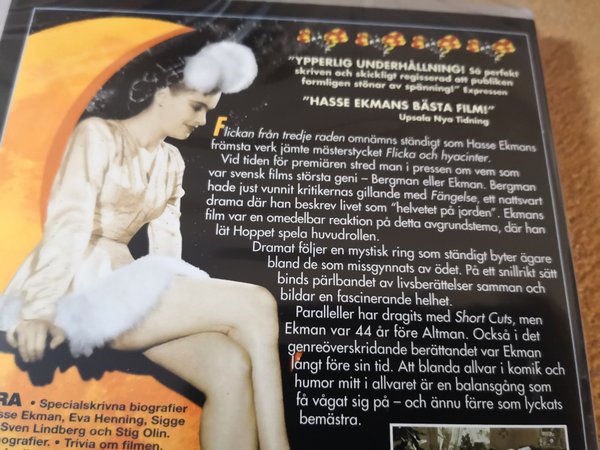 "YPPERLIG UNDERHÅLLNING! Så perfekt
skriven och skickligt regisserad att publiken
formligen stönar av spänning!" Expressen
"HASSE EKMANS BÄSTA FILM!"
Upsala Nya Tidning
Flickan från tredje raden omnämns ständigt som Hasse Ekmans
främsta verk jämte mästerstycket Flicka och hyacinter.
Vid tiden för premiären stred man i pressen om vem som
var svensk films största geni – Bergman eller Ekman. Bergman
hade just vunnit kritikernas gillande med Fängelse, ett nattsvart
drama där han beskrev livet som "helvetet på jorden". Ekmans
film var en omedelbar reaktion på detta avgrundstema, där han
lät Hoppet spela huvudrollen.
Dramat följer en mystisk ring som ständigt byter ägare
bland de som missgynnats av ödet. På ett snillrikt sätt
binds pärlbandet av livsberättelser samman och
bildar en fascinerande helhet.
Paralleller har dragits med Short Cuts, men
Ekman var 44 år före Altman. Också i det
genreöverskridande berättandet var Ekman
långt före sin tid. Att blanda allvar i komik och
humor mitt i allvaret är en balansgång som
få vågat sig på – och ännu färre som lyckats
bemästra.
RA • Specialskrivna biografier
sse Ekman, Eva Henning, Sigge
Sven Lindberg och Stig Olin.
ografier. • Trivia om filmen.